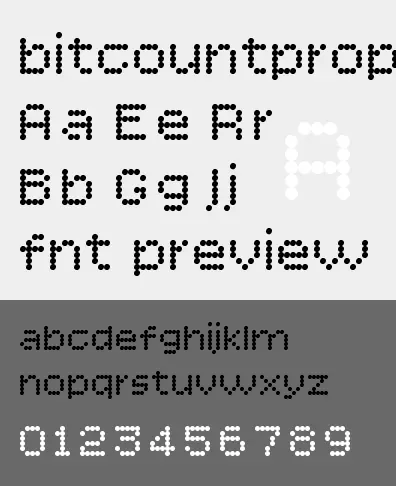 bitcountprop
Aa Ee Rr
A
Bb Gg Jj
fnt preview
abcdefghijklm
nopqrstuvwxyz
0123456789